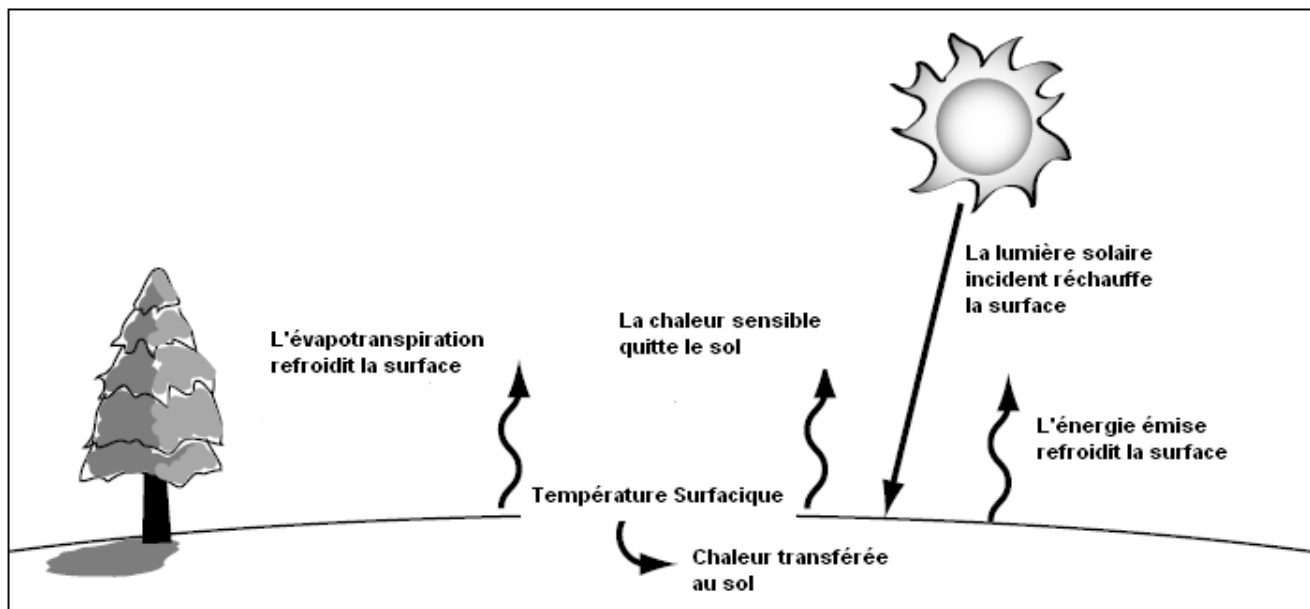 La lumière solaire
incident réchauffe
la surface
La chaleur sensible
quitte le sol
L'évapotranspiration
refroidit la surface
L'énergie émise
refroidit la surface
Température Surfacique
Chaleur transférée
au sol